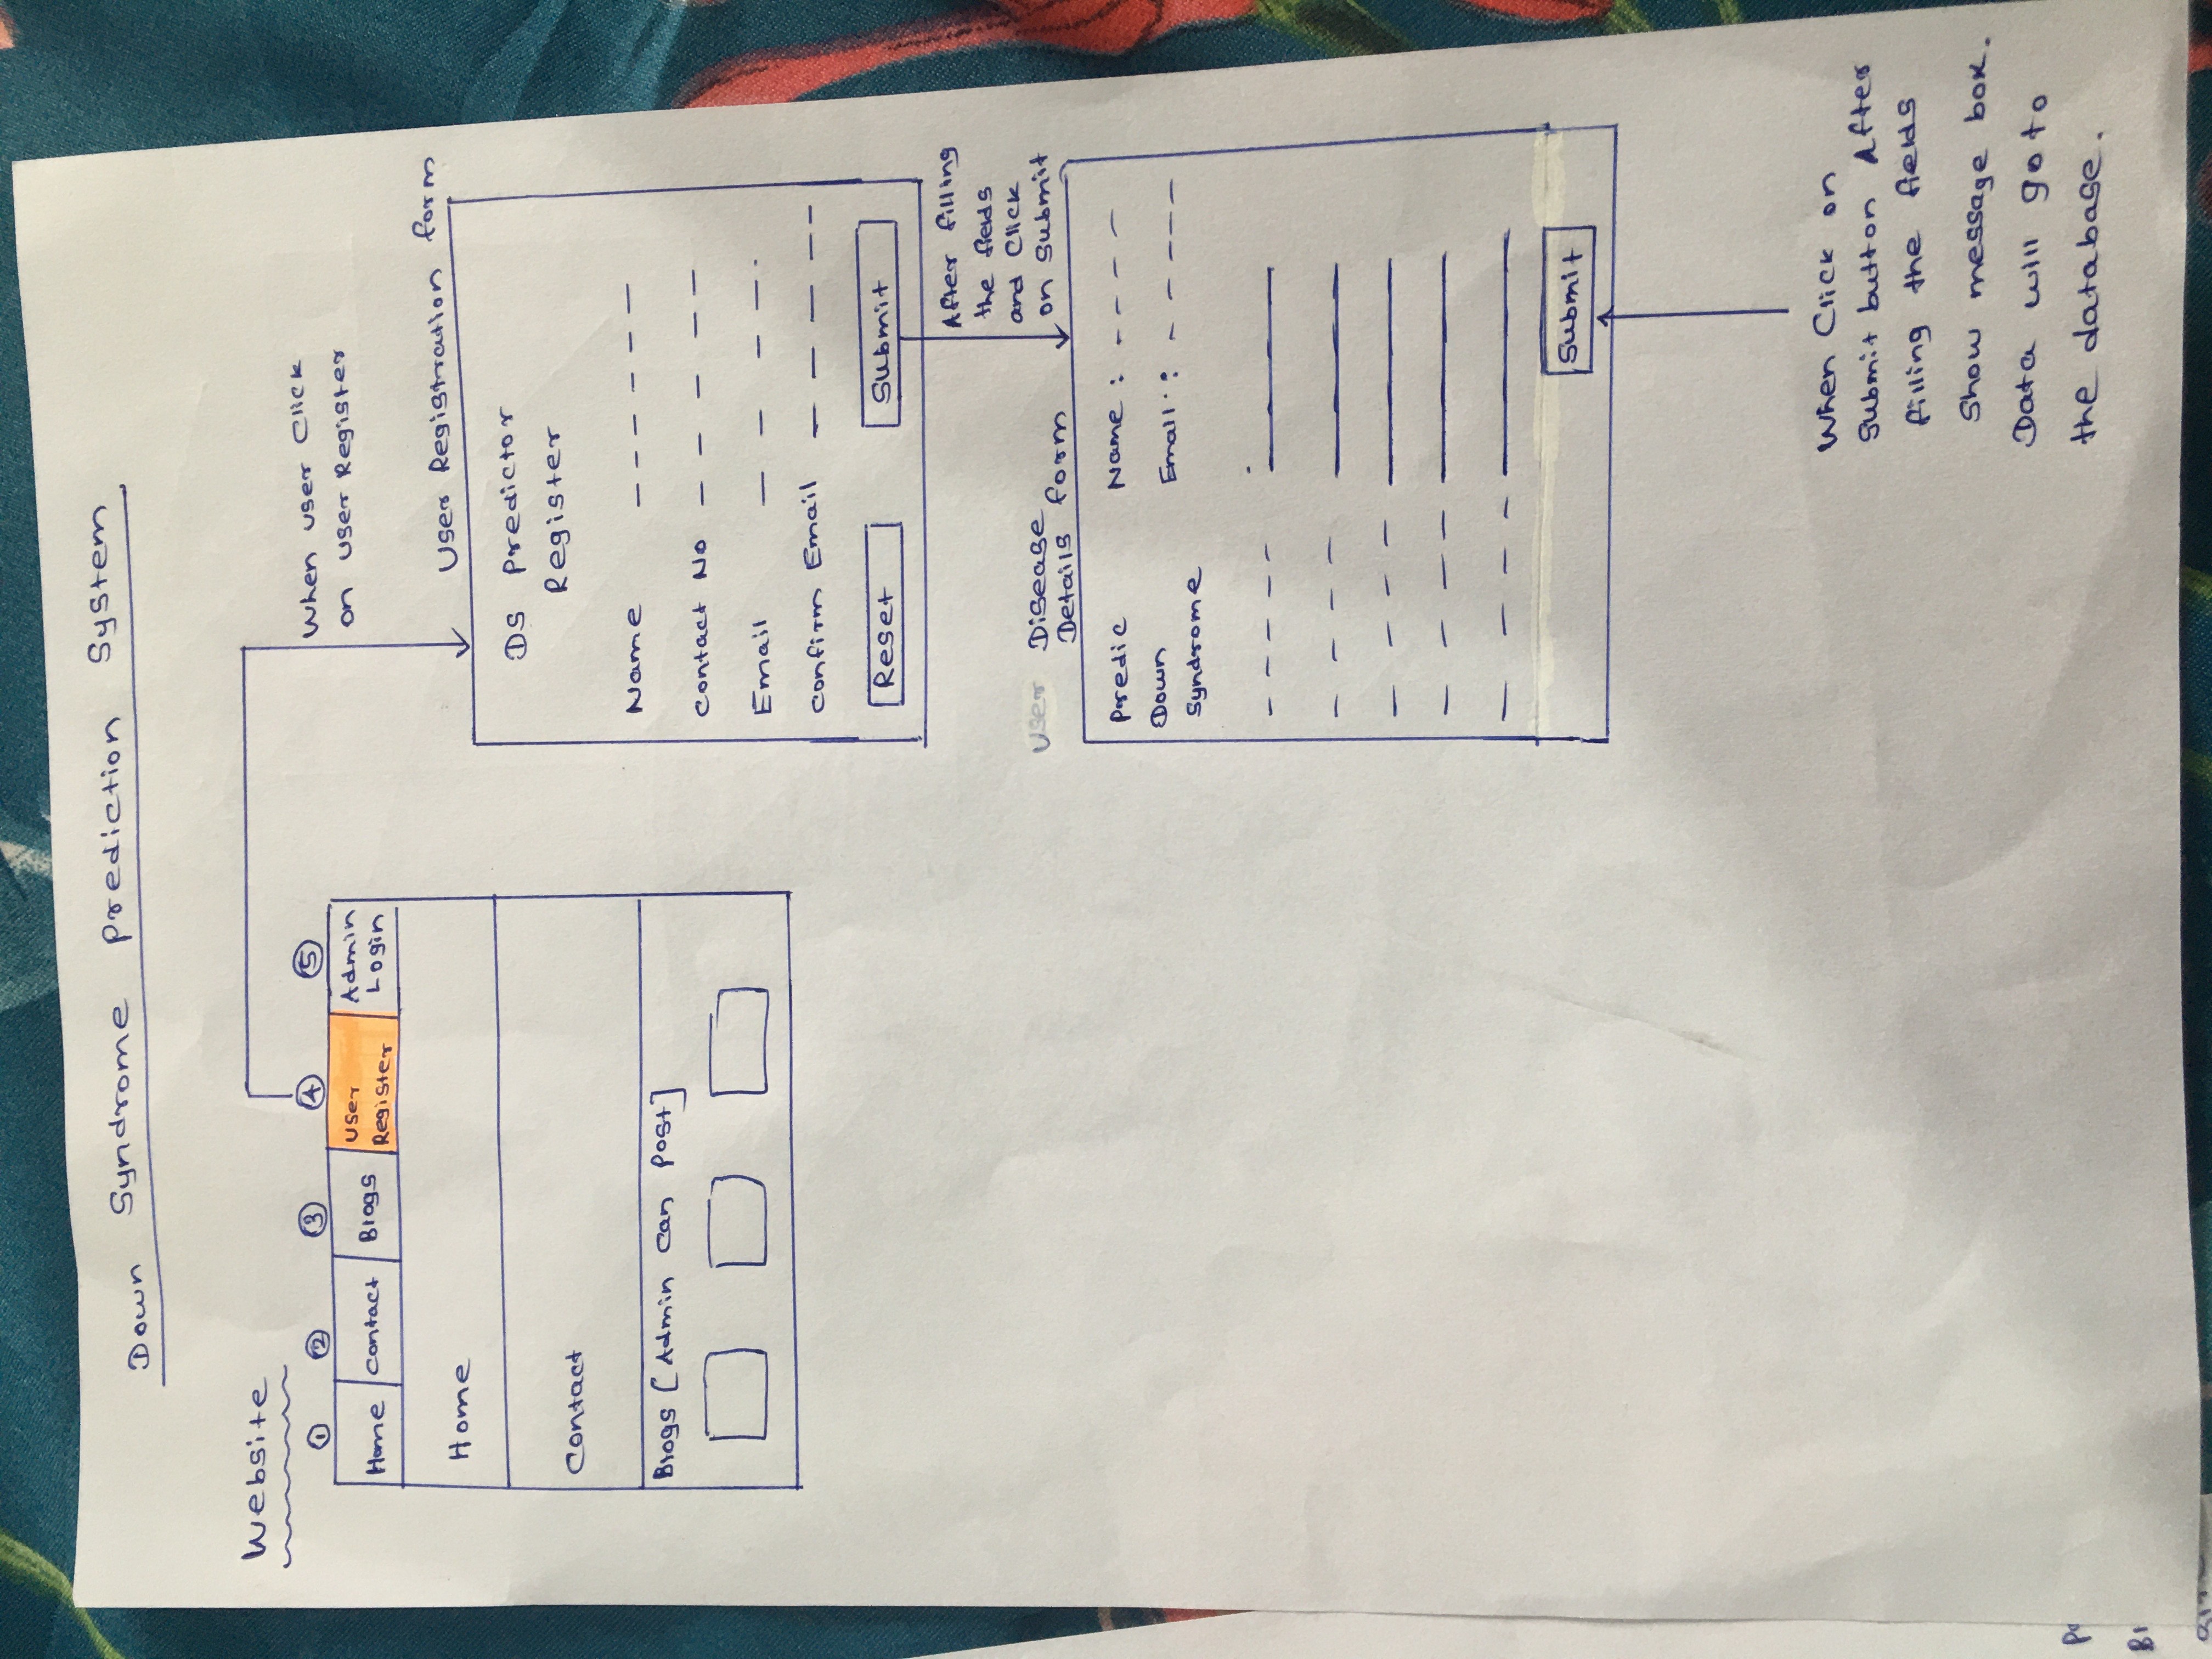 Down Syndrome Prediction System
Website
1 2 3 4 5
Home
Contact
Blogs
User
Register
Admin
Login
Home
Contact
Blogs [Admin can post]
When user Click
on User Register
User Registration form
DS Predictor
Register
Name
Contact No
Email
Confirm Email
Reset
Submit
After filling
the fields
and Click
on Submit
User Disease
Details form
Predic
Down
Syndrome
Name :
Email :
Submit
When Click on
Submit button After
filling the fields
Show message box.
Data will go to
the database.